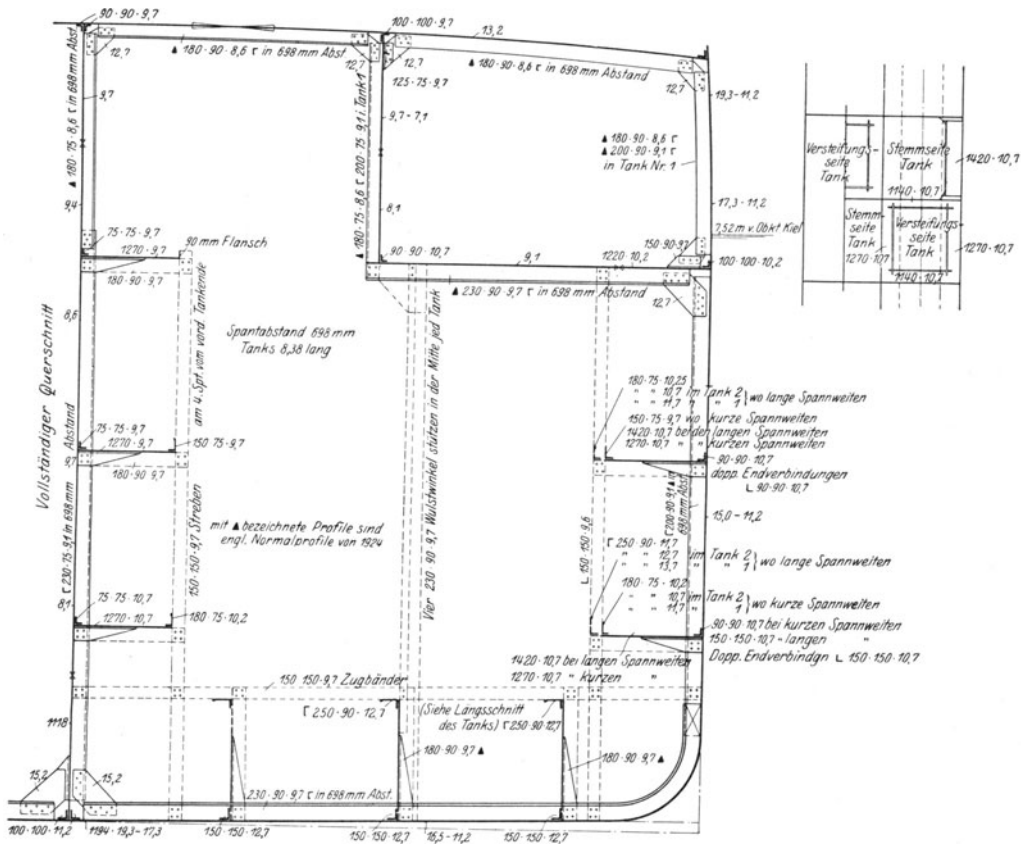 90·90·9,7
100·100·9,7
13,2
▲ 180·90·8,6 Γ in 698 mm Abst.
12,7
12,7
12,7
▲ 180·90·8,6 Γ in 698 mm Abstand
12,7
▲ 180·75·8,6 Γ in 698 mm Abst.
9,7
9,4
125·75·9,7
9,7-7,1
8,1
▲ 180·75·8,6 Γ 200·75·9,1 i. Tank 1
▲ 180·90·8,6 Γ
▲ 200·90·9,1 Γ
in Tank Nr. 1
19,3-11,2
17,3-11,2
7,52 m v. Obkt Kiel
Versteifungs-
seite
Tank
Stemmseite
Tank
1140·10,7
1420·10,7
Stemm-
seite
Tank
1270·10,7
Versteifungs-
seite
Tank
1140·10,7
1270·10,7
75·75·9,7
1270·9,7
90 mm Flansch
180·90·9,7
90·90·10,7
9,1
1220·10,2
150·90·9,7
100·100·10,2
▲ 230·90·9,7 Γ in 698 mm Abstand
12,7
8,6
Spantabstand 698 mm
Tanks 8,38 lang
Vollständiger Querschnitt
am 4. Spt. vom vord. Tankende
150·150·9,7 Streben
Vier 230·90·9,7 Wulstwinkel stützen in der Mitte jed Tank
180·75·10,25
" " 10,7 im Tank 2
" " 11,7 " " 1 } wo lange Spannweiten
150·75·9,7 wo kurze Spannweiten
1420·10,7 bei den langen Spannweiten
1270·10,7 " " kurzen Spannweiten
90·90·10,7
dopp. Endverbindungen
∟ 90·90·10,7
75·75·9,7
1270·9,7
150·75·9,7
180·90·9,7
9,7
Γ 230·75·9,1 in 698 mm Abstand
mit ▲ bezeichnete Profile sind
engl. Normalprofile von 1924
∟ 150·150·9,6
Γ 200·90·9,1 ▲ in
698 mm Abst.
15,0-11,2
Γ 250·90·11,7
" " 12,7 im Tank 2
" " 13,7 " " 1 } wo lange Spannweiten
180·75·10,2
" " 10,7 im Tank 2
" " 11,7 " 1 } wo kurze Spannweiten
8,1
75·75·10,7
1270·10,7
180·75·10,2
90·90·10,7 bei kurzen Spannweiten
150·150·10,7 " langen "
Dopp. Endverbindgn ∟ 150·150·10,7
1420·10,7 bei langen Spannweiten
1270·10,7 " kurzen "
150·150·9,7 Zugbänder
Γ 250·90·12,7
(Siehe Längsschnitt
des Tanks) Γ 250·90·12,7
1118
180·90·9,7 ▲
180·90·9,7 ▲
15,2
15,2
230·90·9,7 Γ in 698 mm Abst.
100·100·11,2
1194·19,3-17,3
150·150·12,7
150·150·12,7
16,5-11,2
150·150·12,7